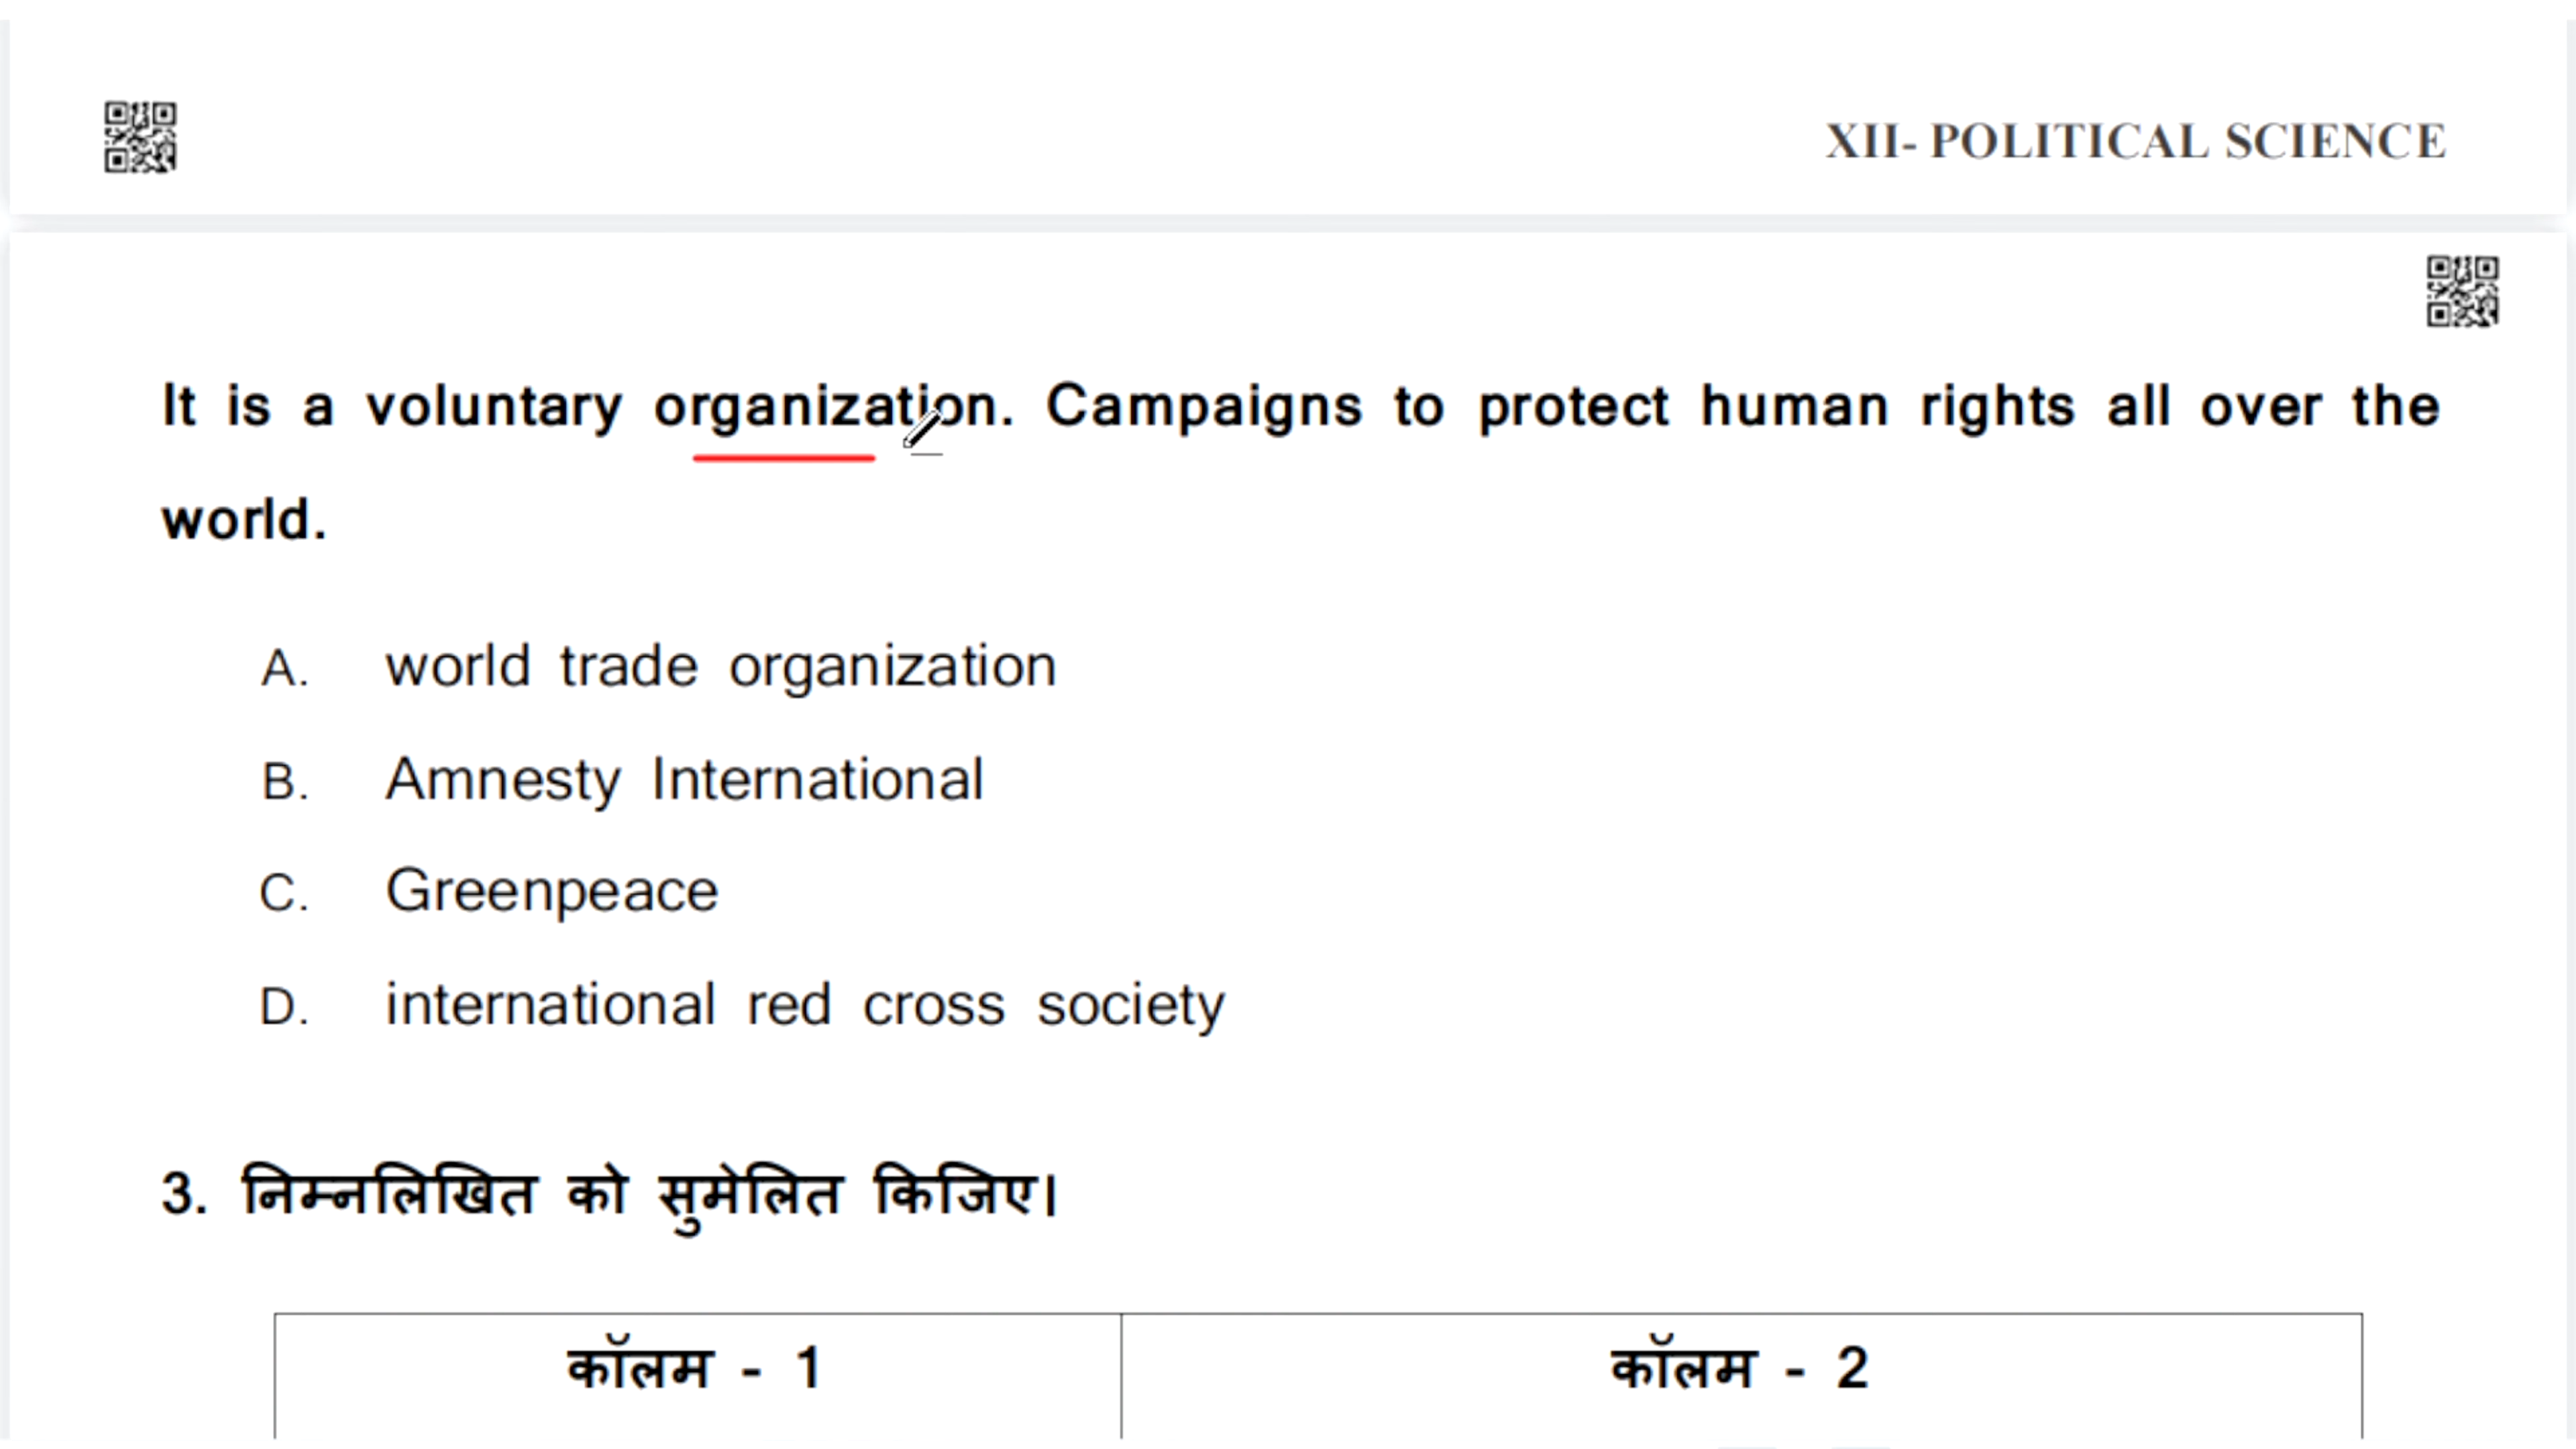 XII- POLITICAL SCIENCE
It is a voluntary organization. Campaigns to protect human rights all over the
world.
A. world trade organization
B. Amnesty International
C. Greenpeace
D. international red cross society
3. निम्नलिखित को सुमेलित किजिए।
कॉलम - 1
कॉलम - 2